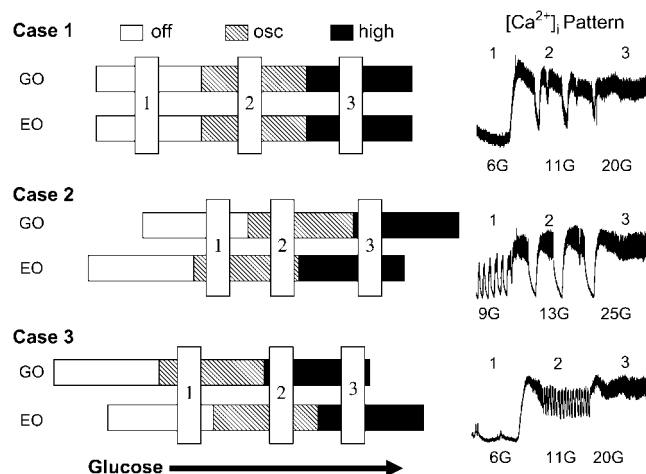 Case 1
off
osc
high
[Ca²⁺]ᵢ Pattern
GO
EO
1
2
3
1
2
3
6G
11G
20G
Case 2
GO
EO
1
2
3
1
2
3
9G
13G
25G
Case 3
GO
EO
1
2
3
1
2
3
6G
11G
20G
Glucose